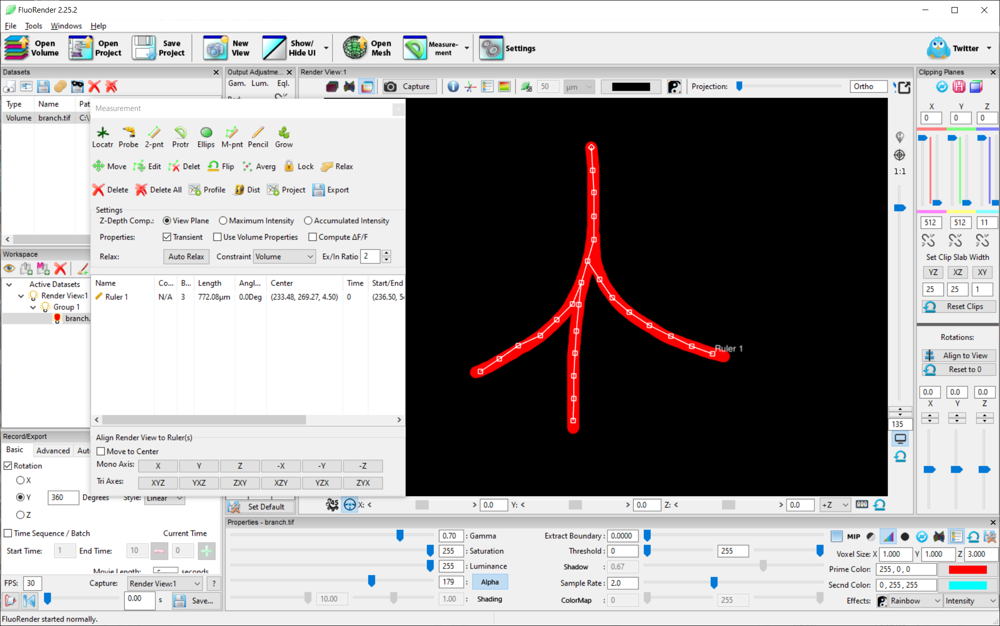 FluoRender 2.25.2
File Tools Windows Help
Open Volume
Open Project
Save Project
New View
Show/ Hide UI
Open Mesh
Measure- ment
Settings
Twitter
Datasets
Type Name Pat
Volume branch.tif C:\
Output Adjustme...
Gam. Lum. Eql.
Render View:1
Capture
SB 50 µm
Projection:
Ortho
1:1
Measurement
Locatr Probe 2-pnt Protr Ellips M-pnt Pencil Grow
Move Edit Delet Flip Averg Lock Relax
Delete Delete All Profile Dist Project Export
Settings
Z-Depth Comp.: View Plane Maximum Intensity Accumulated Intensity
Properties: Transient Use Volume Properties Compute ΔF/F
Relax: Auto Relax Constraint Volume Ex/In Ratio 2
Name Co... B... Length Angl... Center Time Start/End
Ruler 1 N/A 3 772.08µm 0.0Deg (233.48, 269.27, 4.50) 0 (236.50, 54
Align Render View to Ruler(s)
Move to Center
Mono Axis: X Y Z -X -Y -Z
Tri Axes: XYZ YXZ ZXY XZY YZX ZYX
Ruler 1
Workspace
Active Datasets
Render View:1
Group 1
branch.
Record/Export
Basic Advanced Aut
Rotation
X
Y 360 Degrees Style: Linear
Z
Time Sequence / Batch Current Time
Start Time: 1 End Time: 10 0
Movie Length: 5 seconds
FPS: 30 Capture: Render View:1 ?
0.00 s Save...
FluoRender started normally.
Set Default
45 X: < > 0.0 Y: < > 0.0 Z: < > 0.0 +Z 000
135
Clipping Planes
X Y Z
0 0 0
512 512 11
Set Clip Slab Width
YZ XZ XY
25 25 1
Reset Clips
Rotations:
Align to View
Reset to 0
0.0 0.0 0.0
X Y Z
Properties - branch.tif
0.70 : Gamma
255 : Saturation
255 : Luminance
179 : Alpha
10.00 1.00 : Shading
Extract Boundary : 0.0000
Threshold : 0 255
Shadow : 0.67
Sample Rate : 2.0
ColorMap : 0 255
MIP
Voxel Size: X 1.000 Y 1.000 Z 3.000
Prime Color: 255 , 0 , 0
Secnd Color: 0 , 255 , 255
Effects: Rainbow Intensity